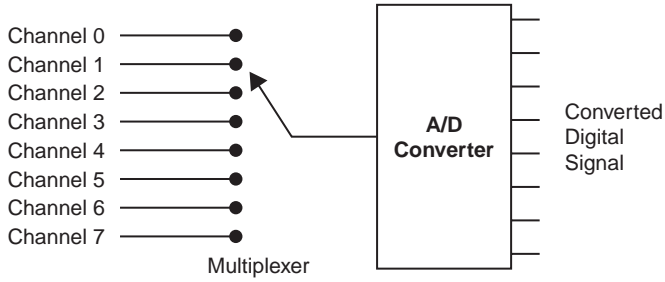 Channel 0
Channel 1
Channel 2
Channel 3
Channel 4
Channel 5
Channel 6
Channel 7
Multiplexer
A/D
Converter
Converted
Digital
Signal